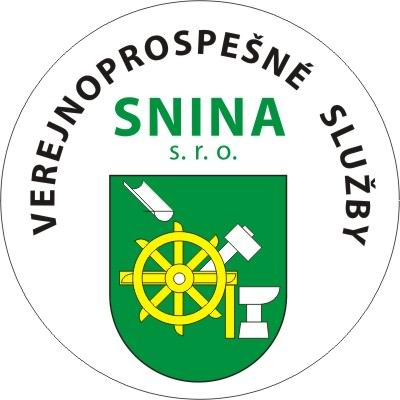 VEREJNOPROSPEŠNÉ SLUŽBY
SNINA
s. r. o.